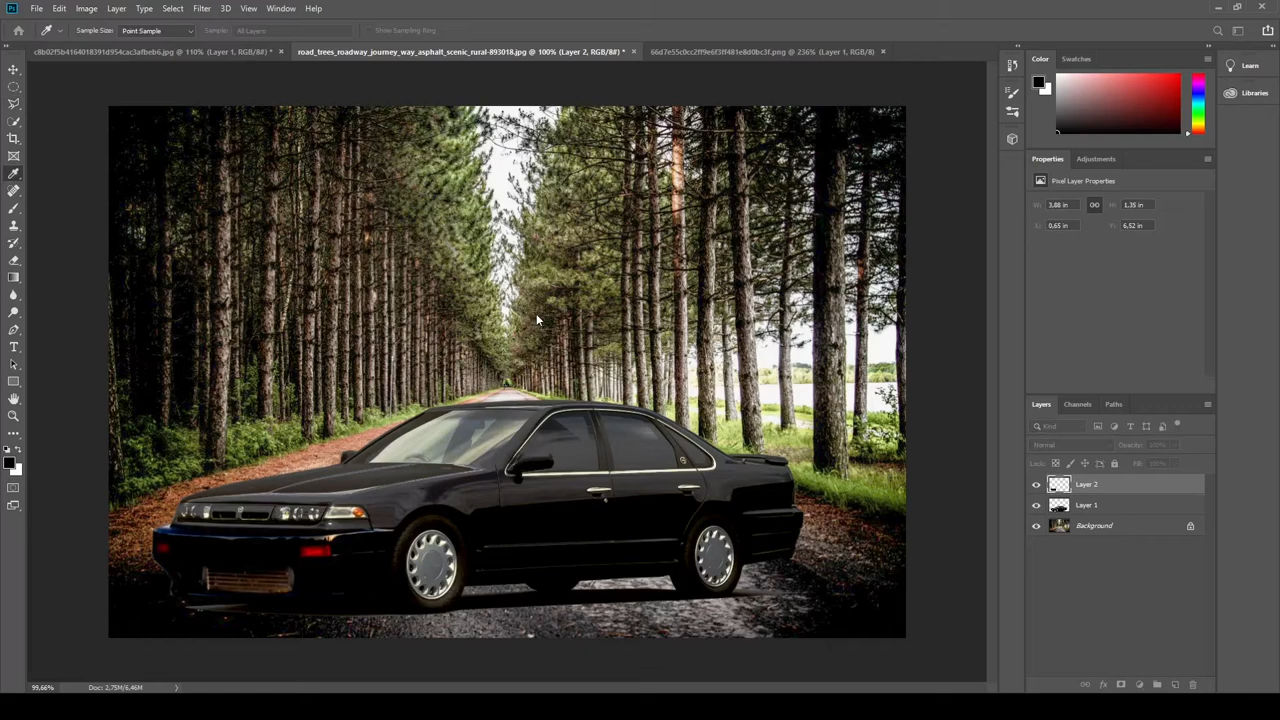 Ps File Edit Image Layer Type Select Filter 3D View Window Help
Sample Size: Point Sample Sample: All Layers Show Sampling Ring
c8b02f5b4164018391d954cac3afbeb6.jpg @ 110% (Layer 1, RGB/8#) * × road_trees_roadway_journey_way_asphalt_scenic_rural-893018.jpg @ 100% (Layer 2, RGB/8#) * × 66d7e55c0cc2ff9e6f3ff481e8d0bc3f.png @ 236% (Layer 1, RGB/8) ×
Color Swatches
Learn
Libraries
Properties Adjustments
Pixel Layer Properties
W: 3,88 in H: 1,35 in
X: 0,65 in Y: 6,52 in
Layers Channels Paths
Kind
Normal Opacity: 100%
Lock: Fill: 100%
Layer 2
Layer 1
Background
99,66% Doc: 2,75M/6,46M